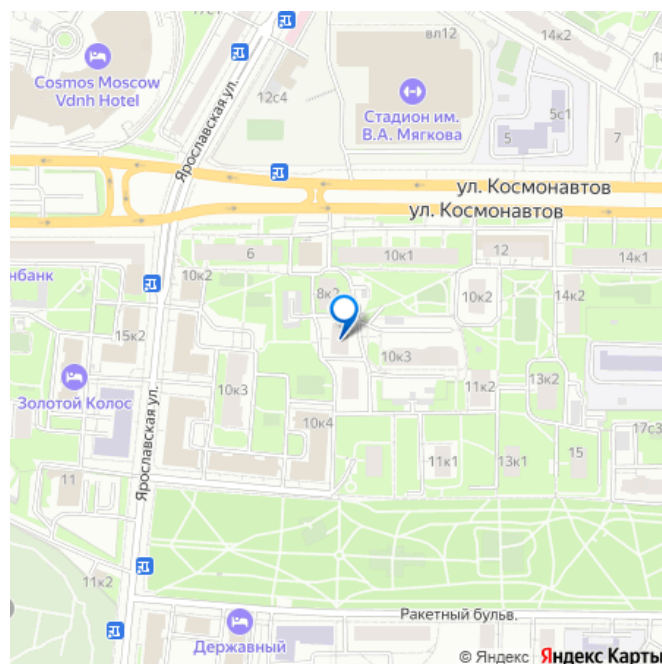 17с1
вл12
14к2
Cosmos Moscow
Vdnh Hotel
Ярославская ул.
12с4
Стадион им.
В.А. Мягкова
5с1
5
7
ул. Космонавтов
ул. Космонавтов
6
10к1
12
14к1
нбанк
10к2
8к2
10к2
14к2
15к2
10к3
10к3
11к2
13к2
Золотой Колос
Ярославская ул.
10к4
17с3
11
11к1
13к1
15
11к2
Ракетный бульв.
Державный
© Яндекс Яндекс Карты